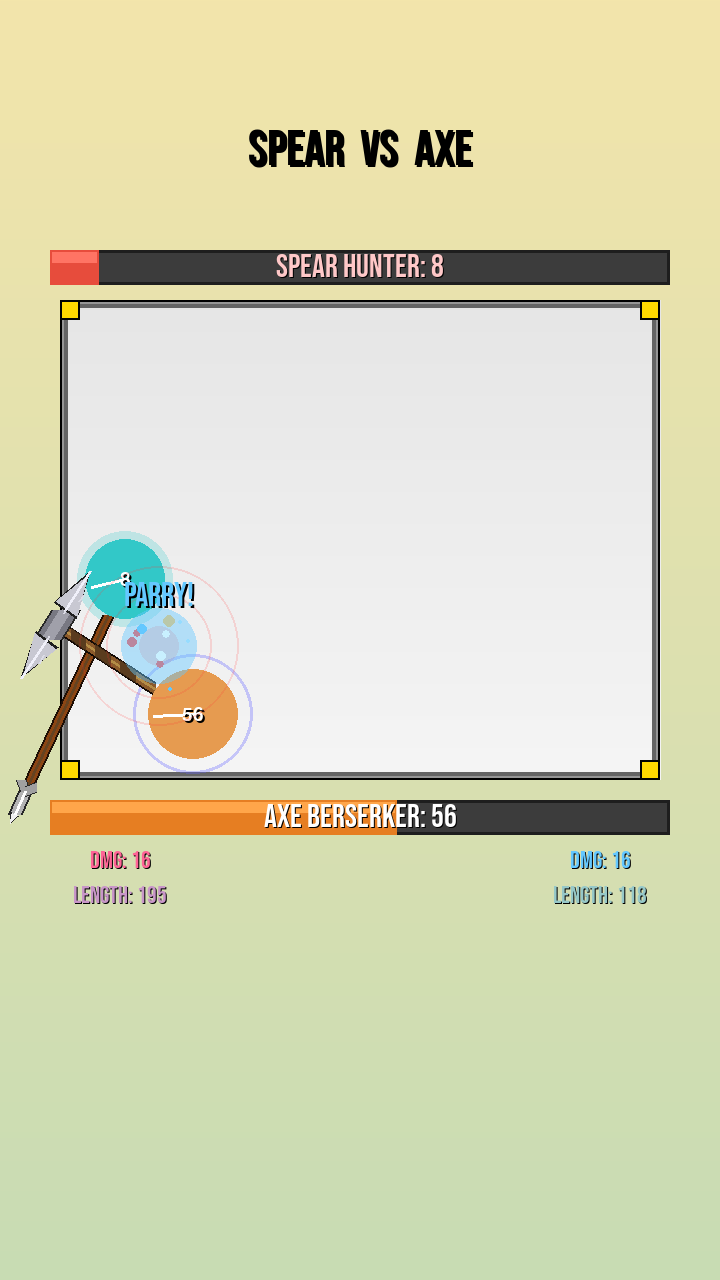 SPEAR VS AXE
SPEAR HUNTER: 8
8
PARRY!
56
AXE BERSERKER: 56
DMG: 16
DMG: 16
LENGTH: 195
LENGTH: 118